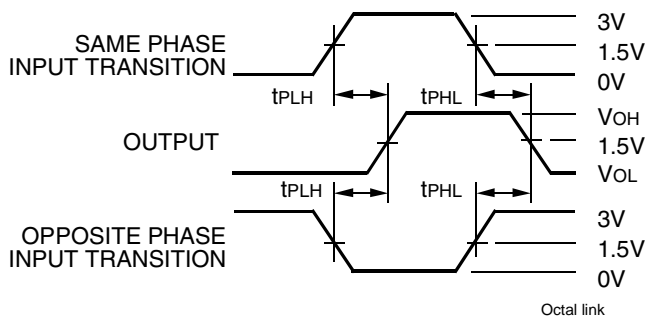 SAME PHASE
INPUT TRANSITION
3V
1.5V
0V
tPLH
tPHL
OUTPUT
VOH
1.5V
VOL
tPLH
tPHL
OPPOSITE PHASE
INPUT TRANSITION
3V
1.5V
0V
Octal link